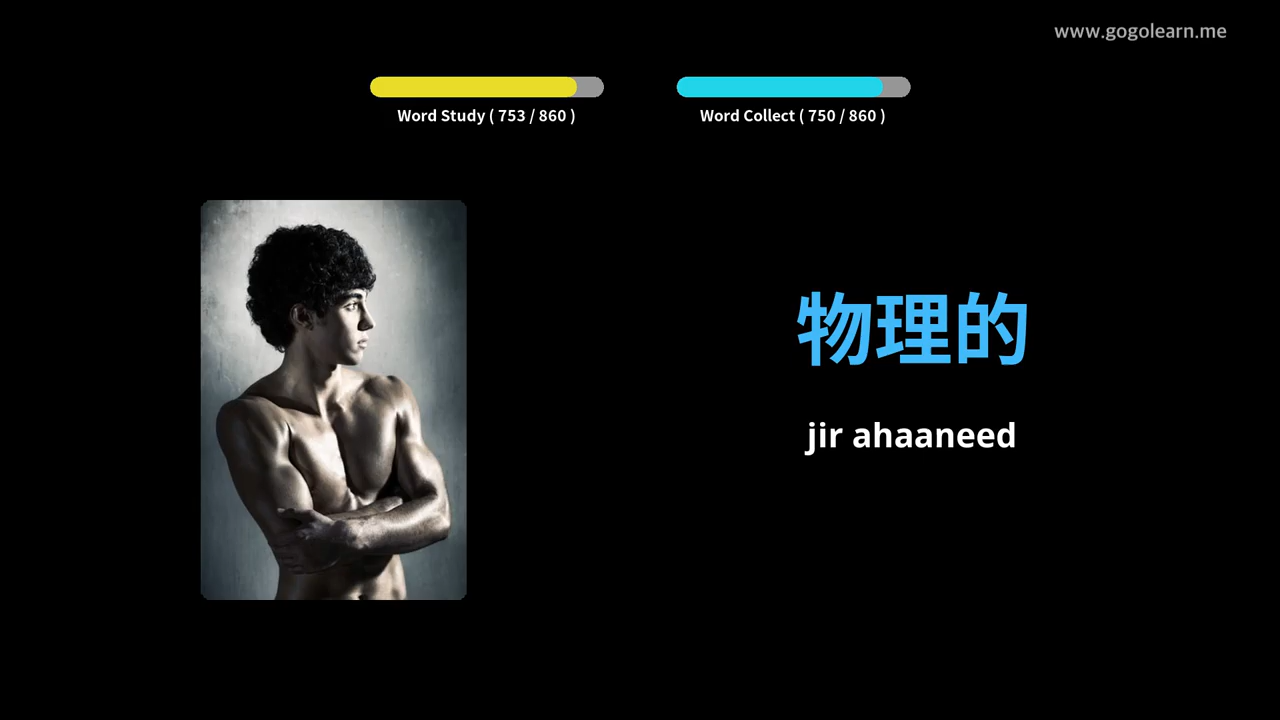 www.gogolearn.me
Word Study ( 753 / 860 )
Word Collect ( 750 / 860 )
物理的
jir ahaaneed